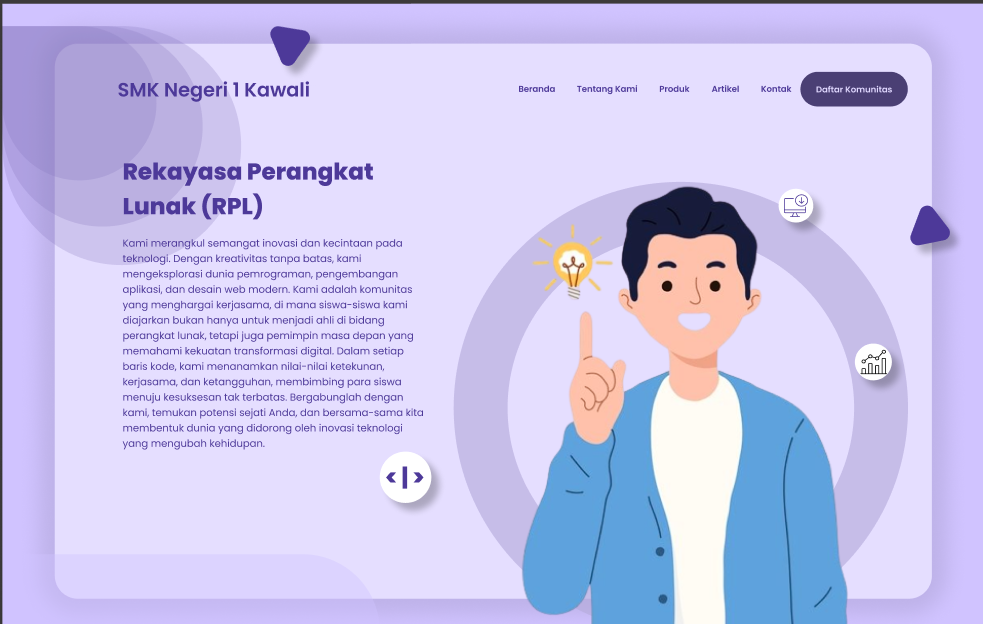 SMK Negeri 1 Kawali
Beranda Tentang Kami Produk Artikel Kontak Daftar Komunitas
Rekayasa Perangkat
Lunak (RPL)
Kami merangkul semangat inovasi dan kecintaan pada
teknologi. Dengan kreativitas tanpa batas, kami
mengeksplorasi dunia pemrograman, pengembangan
aplikasi, dan desain web modern. Kami adalah komunitas
yang menghargai kerjasama, di mana siswa-siswa kami
diajarkan bukan hanya untuk menjadi ahli di bidang
perangkat lunak, tetapi juga pemimpin masa depan yang
memahami kekuatan transformasi digital. Dalam setiap
baris kode, kami menanamkan nilai-nilai ketekunan,
kerjasama, dan ketangguhan, membimbing para siswa
menuju kesuksesan tak terbatas. Bergabunglah dengan
kami, temukan potensi sejati Anda, dan bersama-sama kita
membentuk dunia yang didorong oleh inovasi teknologi
yang mengubah kehidupan.